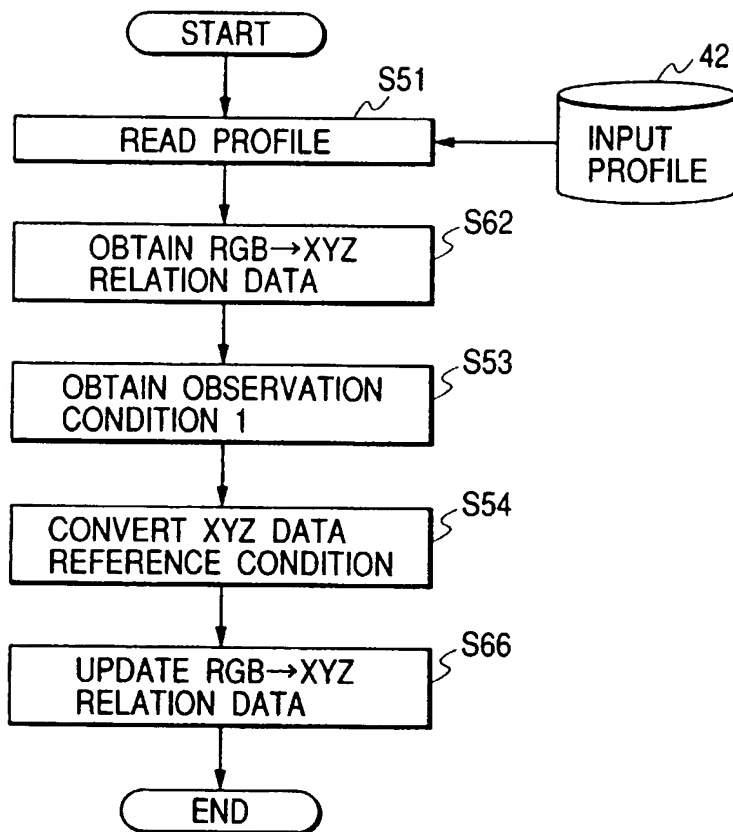 START
S51
42
READ PROFILE
INPUT
PROFILE
S62
OBTAIN RGB→XYZ
RELATION DATA
S53
OBTAIN OBSERVATION
CONDITION 1
S54
CONVERT XYZ DATA
REFERENCE CONDITION
S66
UPDATE RGB→XYZ
RELATION DATA
END